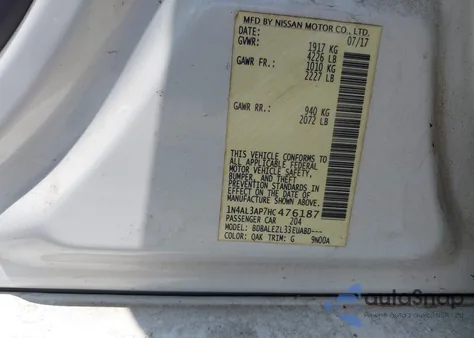 MFD BY NISSAN MOTOR CO., LTD.
DATE: 07/17
GVWR: 1917 KG
4226 LB
GAWR FR.: 1010 KG
2227 LB
GAWR RR.: 940 KG
2072 LB
THIS VEHICLE CONFORMS TO
ALL APPLICABLE FEDERAL
MOTOR VEHICLE SAFETY,
BUMPER, AND THEFT
PREVENTION STANDARDS IN
EFFECT ON THE DATE OF
MANUFACTURE SHOWN ABOVE.
1N4AL3AP7HC476187
PASSENGER CAR 204
MODEL: BDBALEZL33EUABD---
COLOR: QAK TRIM: G 9N00A
autoSnap